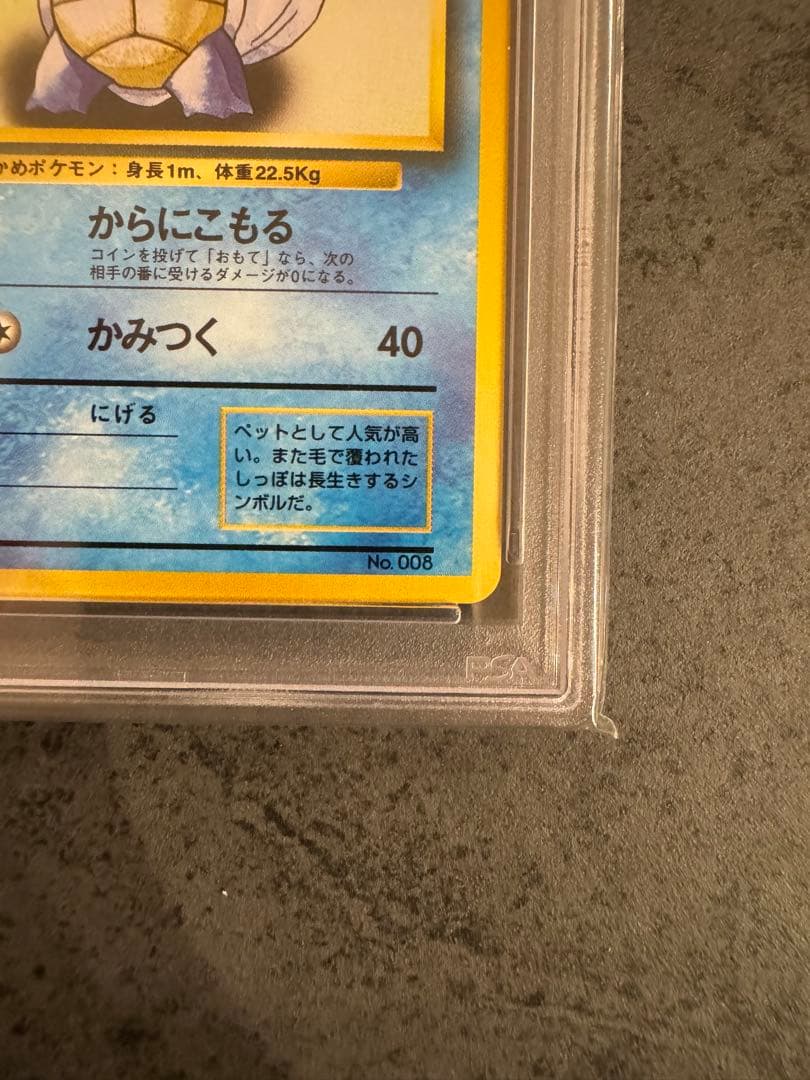 かめポケモン：身長1m、体重22.5Kg
からにこもる
コインを投げて「おもて」なら、次の
相手の番に受けるダメージが0になる。
かみつく 40
にげる
ペットとして人気が高
い。また毛で覆われた
しっぽは長生きするシ
ンボルだ。
No. 008
PSA